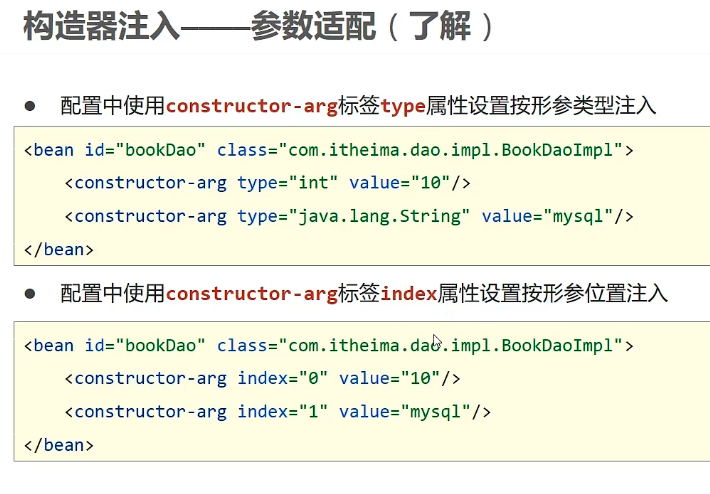 构造器注入——参数适配（了解）
● 配置中使用constructor-arg标签type属性设置按形参类型注入
<bean id="bookDao" class="com.itheima.dao.impl.BookDaoImpl">
    <constructor-arg type="int" value="10"/>
    <constructor-arg type="java.lang.String" value="mysql"/>
</bean>
● 配置中使用constructor-arg标签index属性设置按形参位置注入
<bean id="bookDao" class="com.itheima.dao.impl.BookDaoImpl">
    <constructor-arg index="0" value="10"/>
    <constructor-arg index="1" value="mysql"/>
</bean>